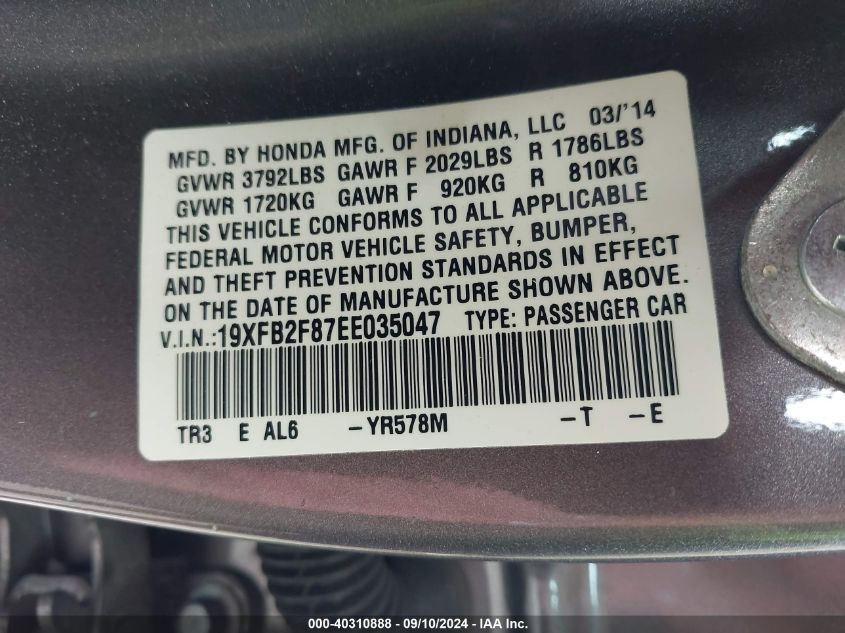 MFD. BY HONDA MFG. OF INDIANA, LLC 03/'14
GVWR 3792LBS GAWR F 2029LBS R 1786LBS
GVWR 1720KG GAWR F 920KG R 810KG
THIS VEHICLE CONFORMS TO ALL APPLICABLE
FEDERAL MOTOR VEHICLE SAFETY, BUMPER,
AND THEFT PREVENTION STANDARDS IN EFFECT
ON THE DATE OF MANUFACTURE SHOWN ABOVE.
V.I.N.:19XFB2F87EE035047 TYPE: PASSENGER CAR
TR3 E AL6 -YR578M -T -E
000-40310888 - 09/10/2024 - IAA Inc.